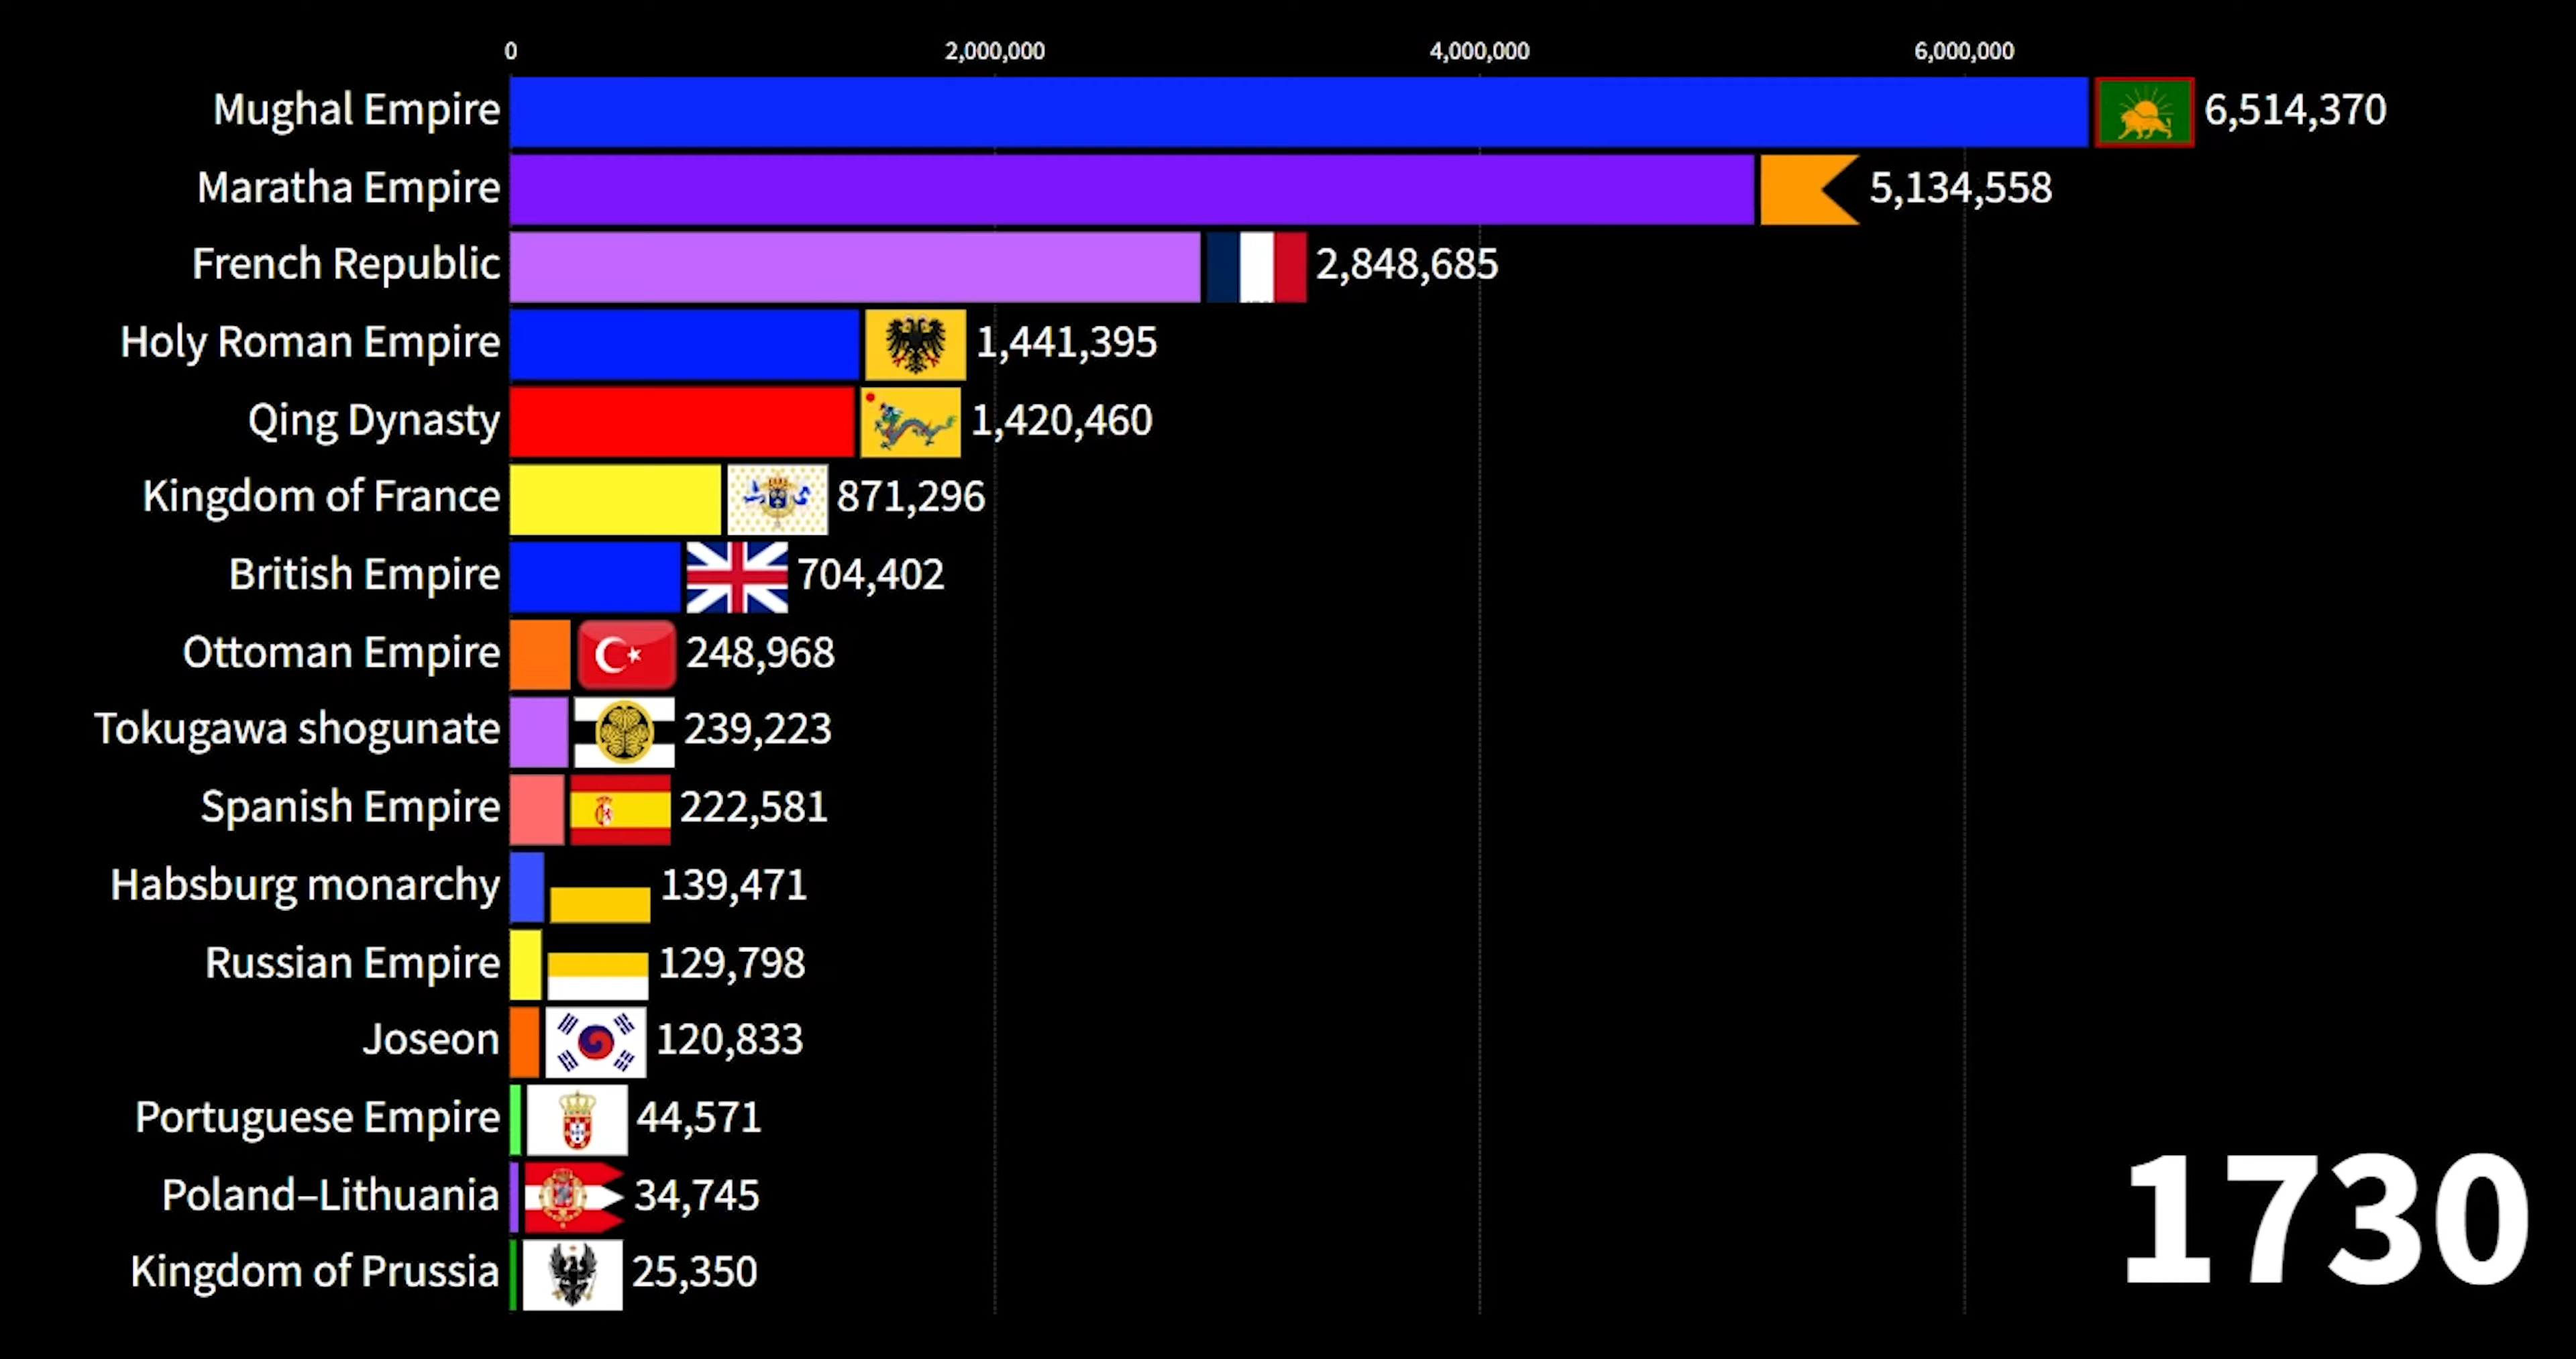 0 2,000,000 4,000,000 6,000,000
Mughal Empire 6,514,370
Maratha Empire 5,134,558
French Republic 2,848,685
Holy Roman Empire 1,441,395
Qing Dynasty 1,420,460
Kingdom of France 871,296
British Empire 704,402
Ottoman Empire 248,968
Tokugawa shogunate 239,223
Spanish Empire 222,581
Habsburg monarchy 139,471
Russian Empire 129,798
Joseon 120,833
Portuguese Empire 44,571
Poland–Lithuania 34,745
Kingdom of Prussia 25,350
1730